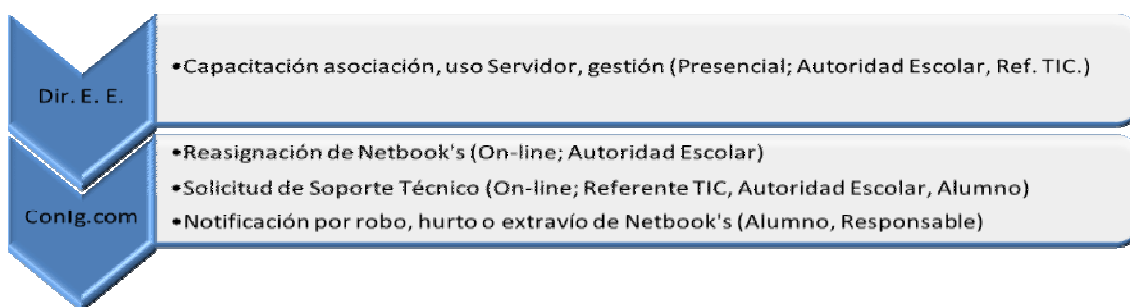 Dir. E. E.
•Capacitación asociación, uso Servidor, gestión (Presencial; Autoridad Escolar, Ref. TIC.)
ConIg.com
•Reasignación de Netbook's (On-line; Autoridad Escolar)
•Solicitud de Soporte Técnico (On-line; Referente TIC, Autoridad Escolar, Alumno)
•Notificación por robo, hurto o extravío de Netbook's (Alumno, Responsable)